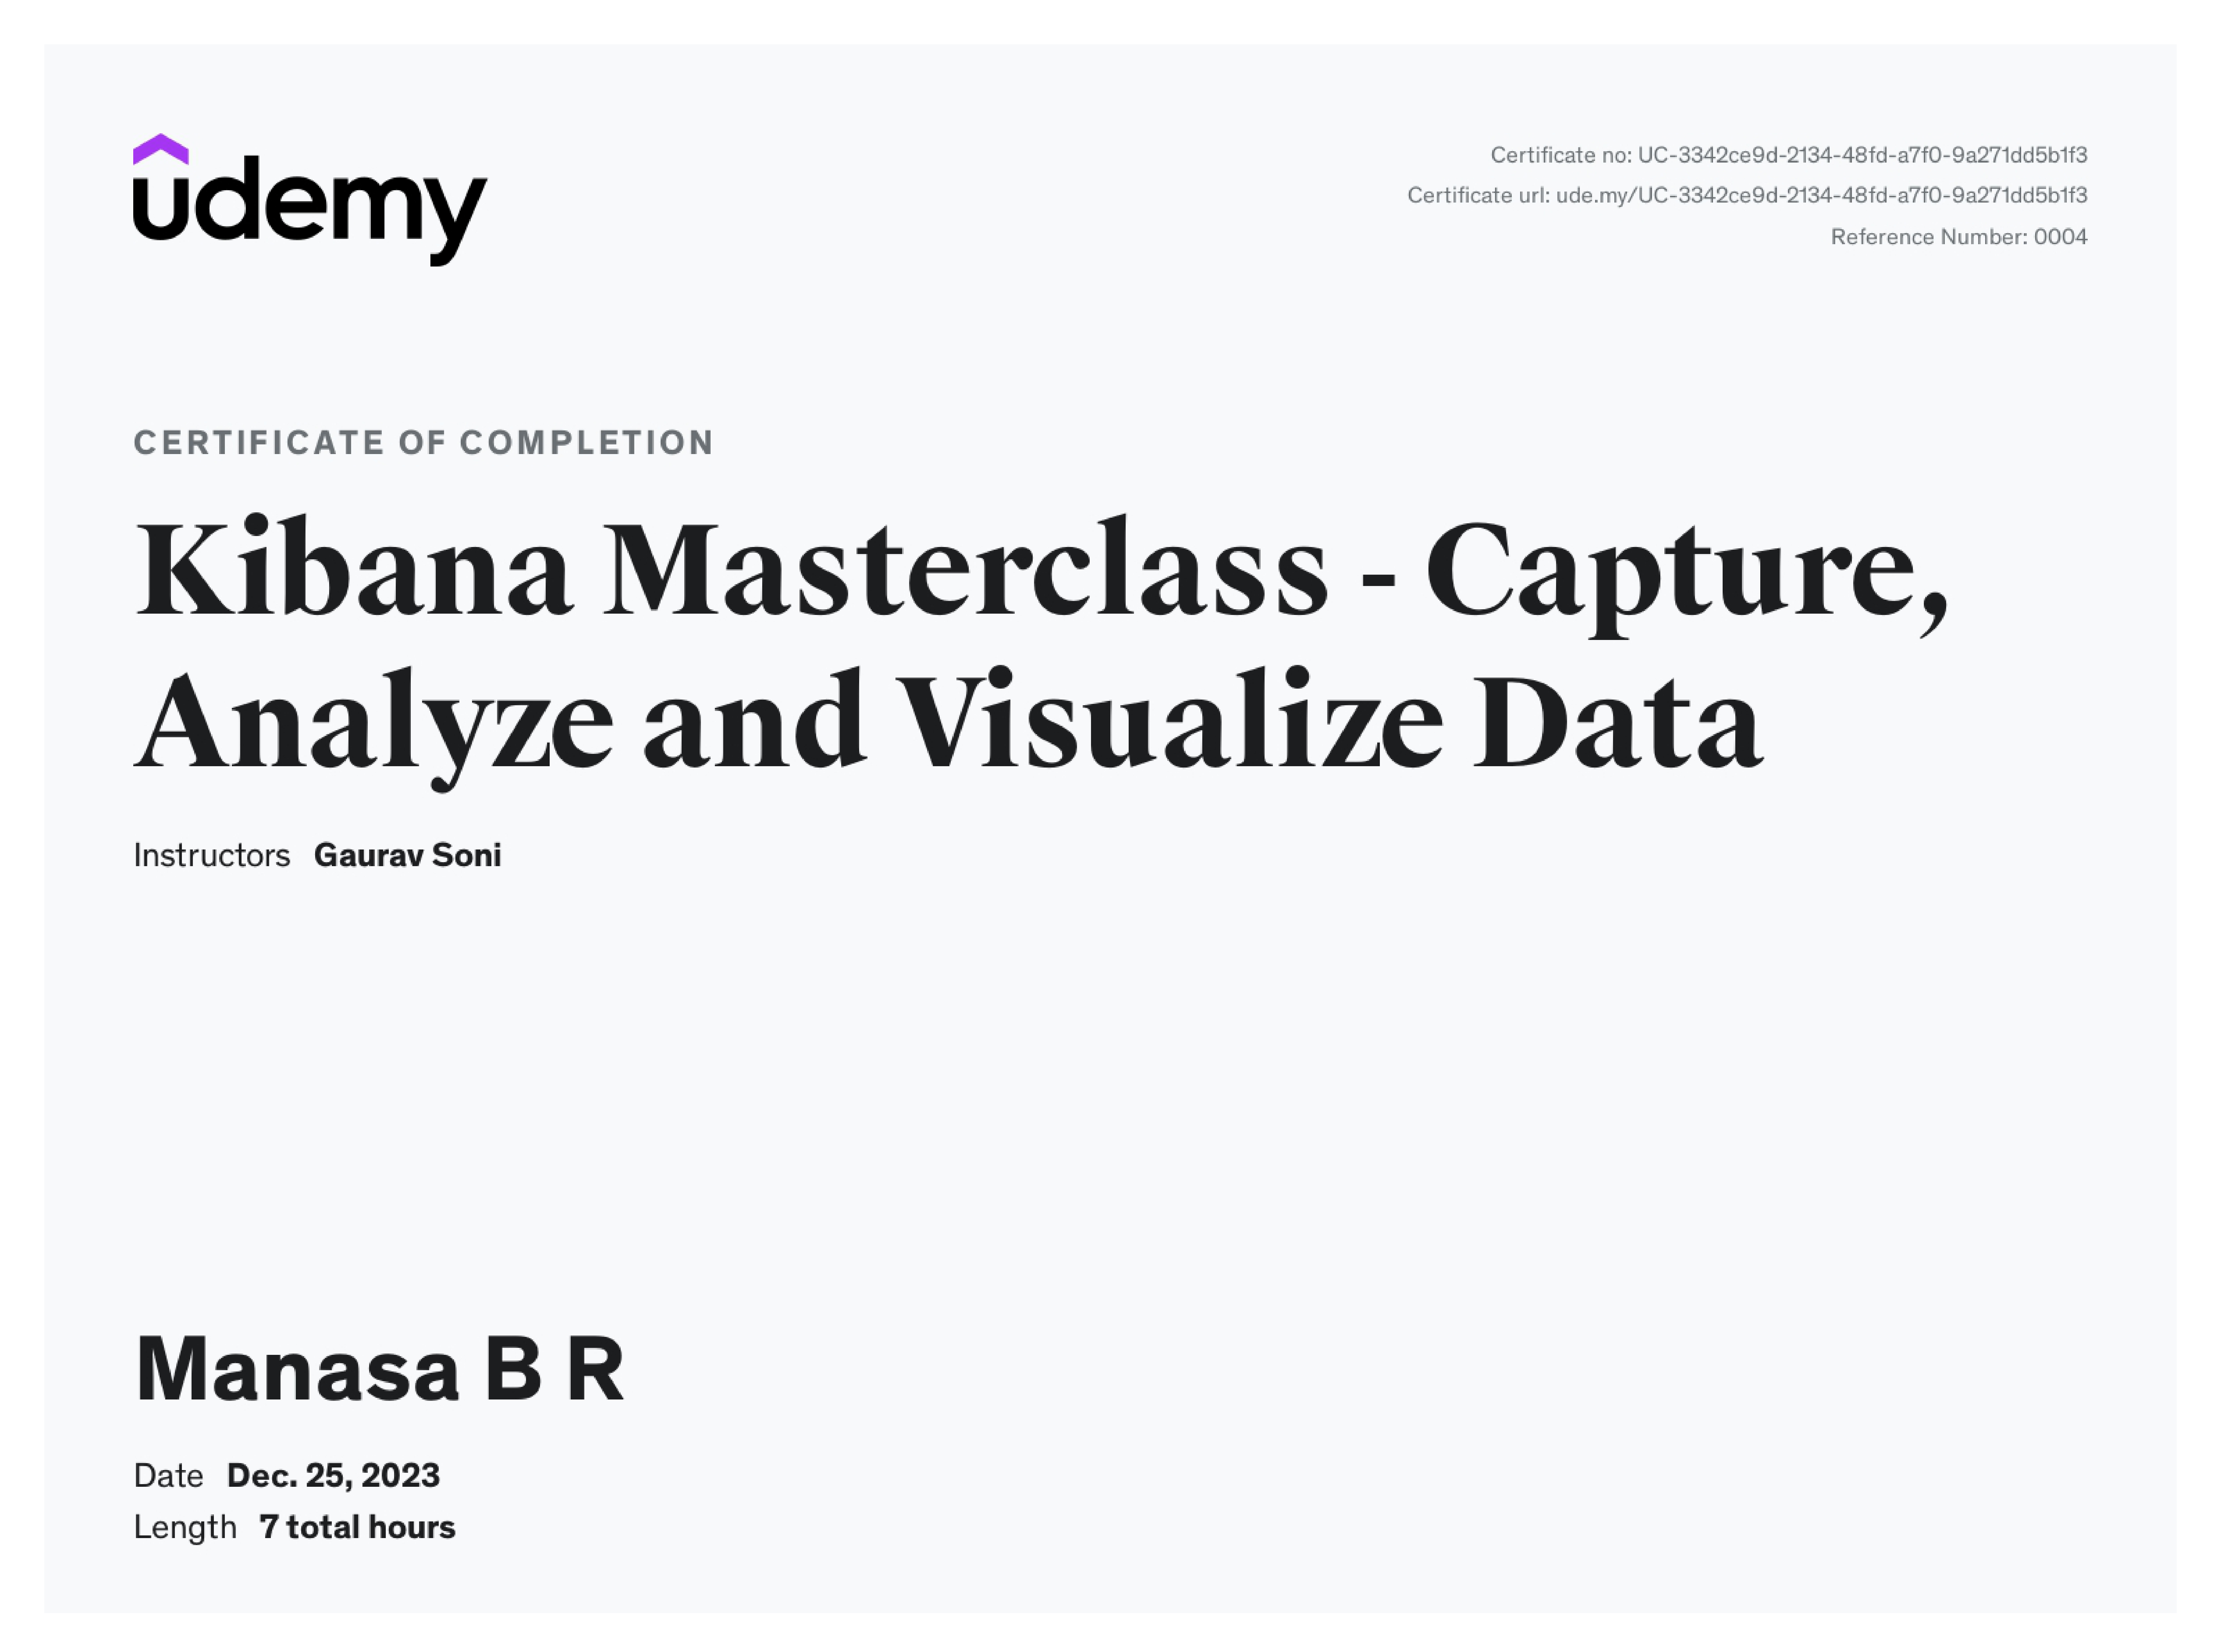 udemy
Certificate no: UC-3342ce9d-2134-48fd-a7f0-9a271dd5b1f3
Certificate url: ude.my/UC-3342ce9d-2134-48fd-a7f0-9a271dd5b1f3
Reference Number: 0004
CERTIFICATE OF COMPLETION
Kibana Masterclass - Capture,
Analyze and Visualize Data
Instructors Gaurav Soni
Manasa B R
Date Dec. 25, 2023
Length 7 total hours